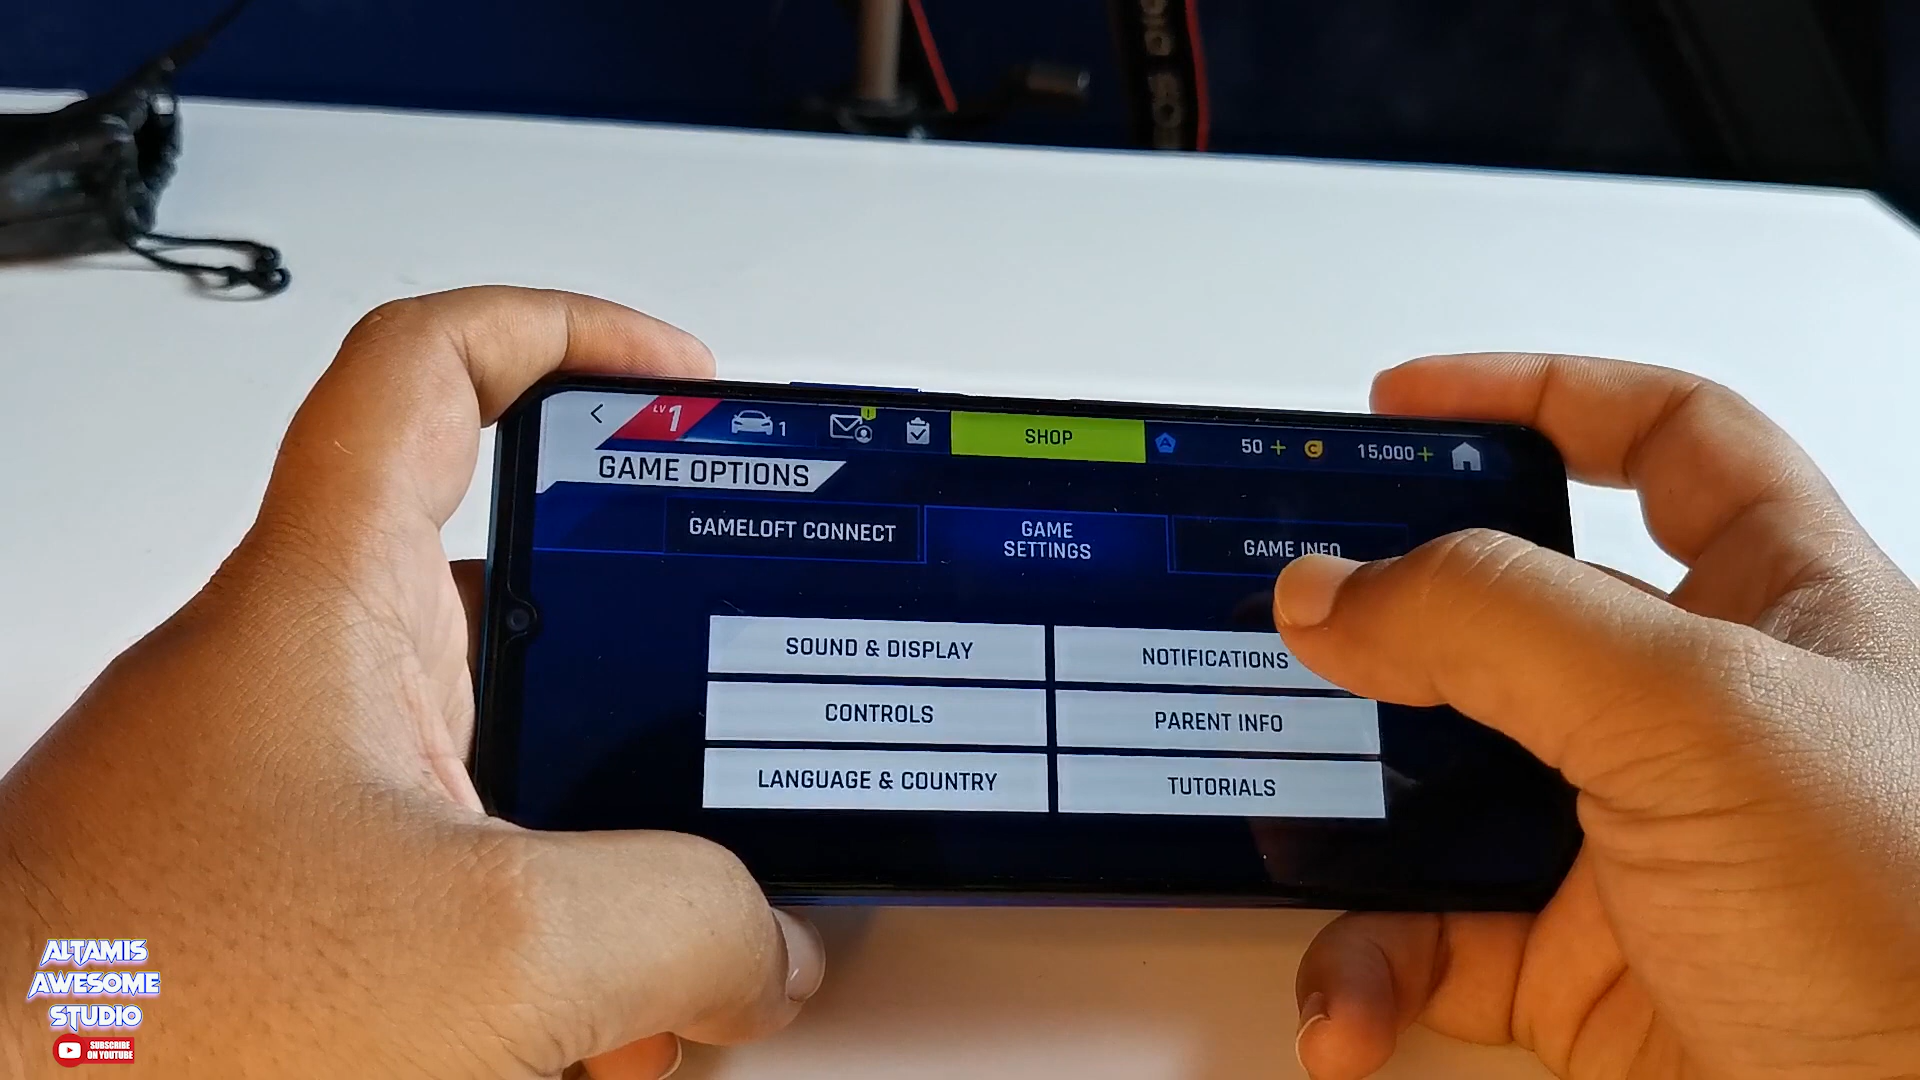 LV 1
1
!
SHOP
50 +
15,000 +
GAME OPTIONS
GAMELOFT CONNECT
GAME
SETTINGS
GAME INFO
SOUND & DISPLAY
NOTIFICATIONS
CONTROLS
PARENT INFO
LANGUAGE & COUNTRY
TUTORIALS
ALTAMIS
AWESOME
STUDIO
SUBSCRIBE
ON YOUTUBE